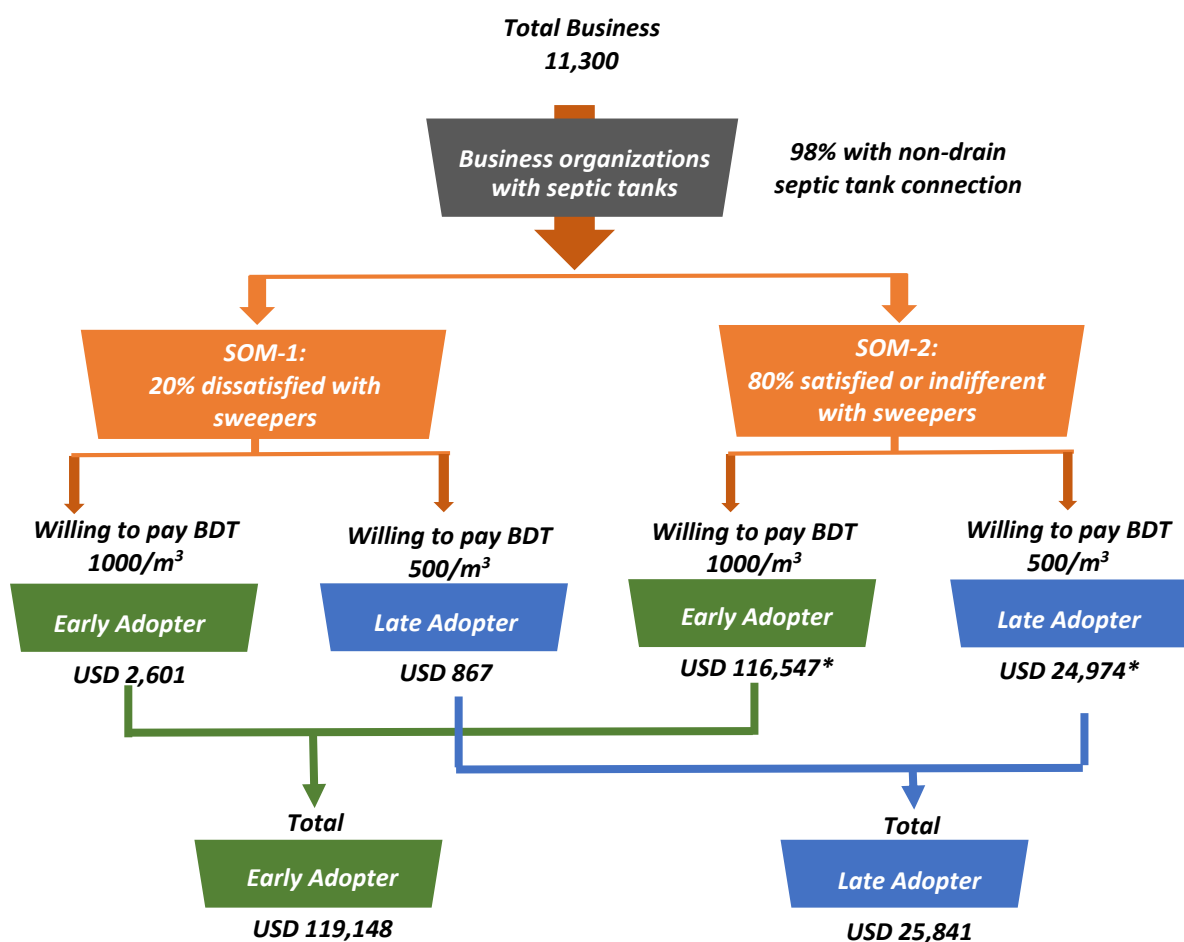 Total Business
11,300
Business organizations
with septic tanks
98% with non-drain
septic tank connection
SOM-1:
20% dissatisfied with
sweepers
SOM-2:
80% satisfied or indifferent
with sweepers
Willing to pay BDT
1000/m³
Willing to pay BDT
500/m³
Willing to pay BDT
1000/m³
Willing to pay BDT
500/m³
Early Adopter
Late Adopter
Early Adopter
Late Adopter
USD 2,601
USD 867
USD 116,547*
USD 24,974*
Total
Total
Early Adopter
Late Adopter
USD 119,148
USD 25,841